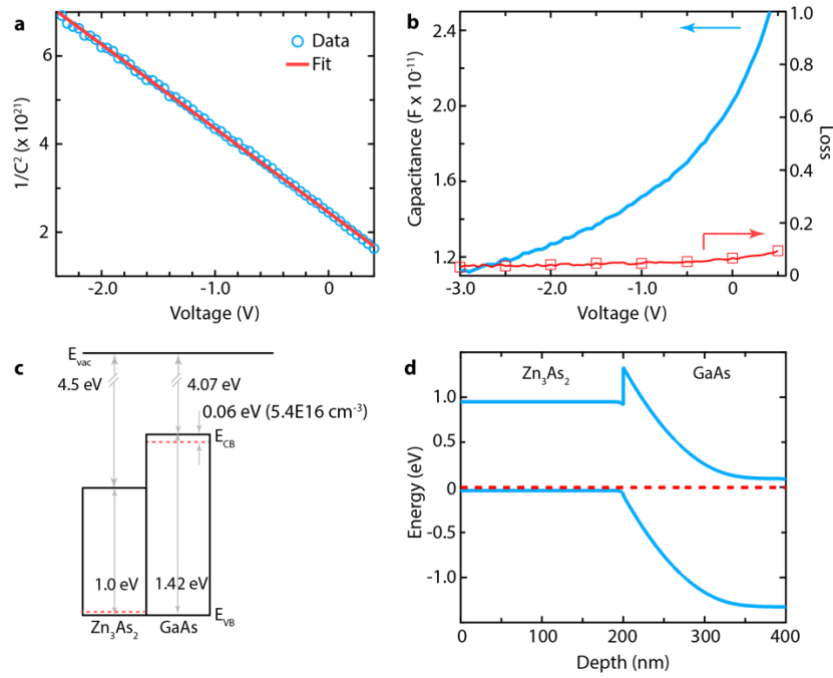 a
1/C² (x 10²¹)
6
4
2
Data
Fit
-2.0
-1.0
0
Voltage (V)
b
Capacitance (F x 10⁻¹¹)
2.4
2.0
1.6
1.2
1.0
0.8
0.6
0.4
0.2
0
Loss
-3.0
-2.0
-1.0
0
Voltage (V)
c
E_vac
4.5 eV
4.07 eV
0.06 eV (5.4E16 cm⁻³)
E_CB
1.0 eV
1.42 eV
E_VB
Zn₃As₂
GaAs
d
Zn₃As₂
GaAs
Energy (eV)
1.0
0.5
0
-0.5
-1.0
0
100
200
300
400
Depth (nm)